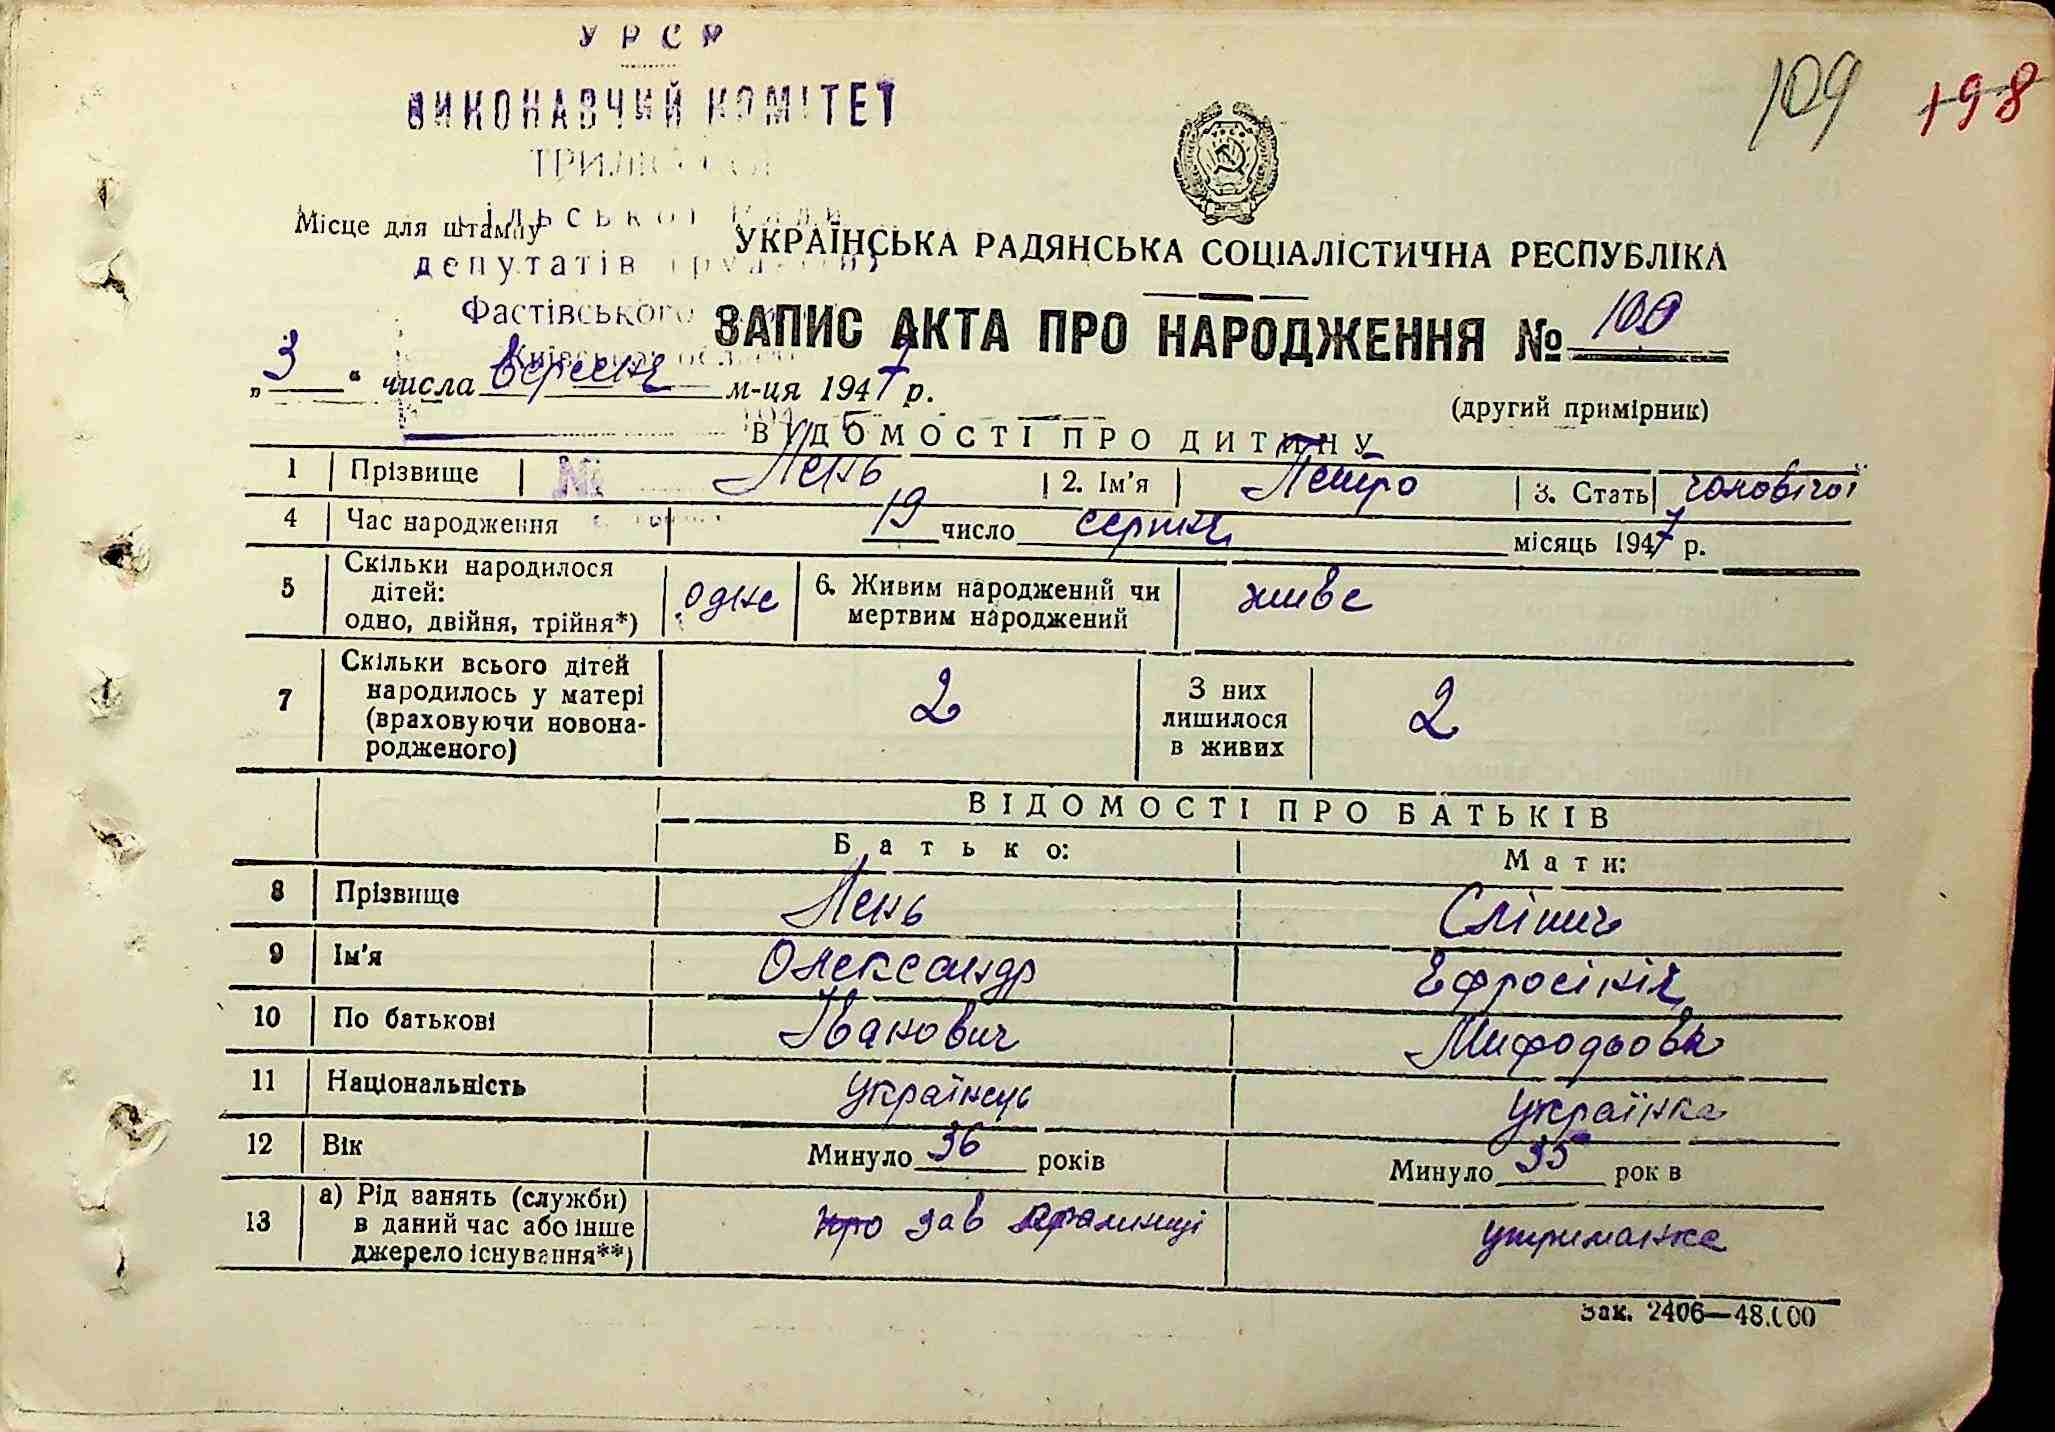 УРСР
ВИКОНАВЧИЙ КОМІТЕТ
109 198
Місце для штампу
депутатів
УКРАЇНСЬКА РАДЯНСЬКА СОЦІАЛІСТИЧНА РЕСПУБЛІКА
Фастівського
ЗАПИС АКТА ПРО НАРОДЖЕННЯ № 100
„3“ числа вересня м-ця 1947 р.
(другий примірник)
ВІДОМОСТІ ПРО ДИТИНУ
1 Прізвище № Лень 2. Ім'я Петро 3. Стать чоловічої
4 Час народження 19 число серпня місяць 1947 р.
5 Скільки народилося дітей: одно, двійня, трійня*) одне 6. Живим народжений чи мертвим народжений живе
7 Скільки всього дітей народилось у матері (враховуючи новонародженого) 2 З них лишилося в живих 2
ВІДОМОСТІ ПРО БАТЬКІВ
Батько: Мати:
8 Прізвище Лень
9 Ім'я Олександр Ефросінія
10 По батькові Іванович Мифодьовн
11 Національність Українець Українка
12 Вік Минуло 36 років Минуло 35 рок в
13 а) Рід занять (служби) в даний час або інше джерело існування**) зав утриманка
Зак. 2406—48.000